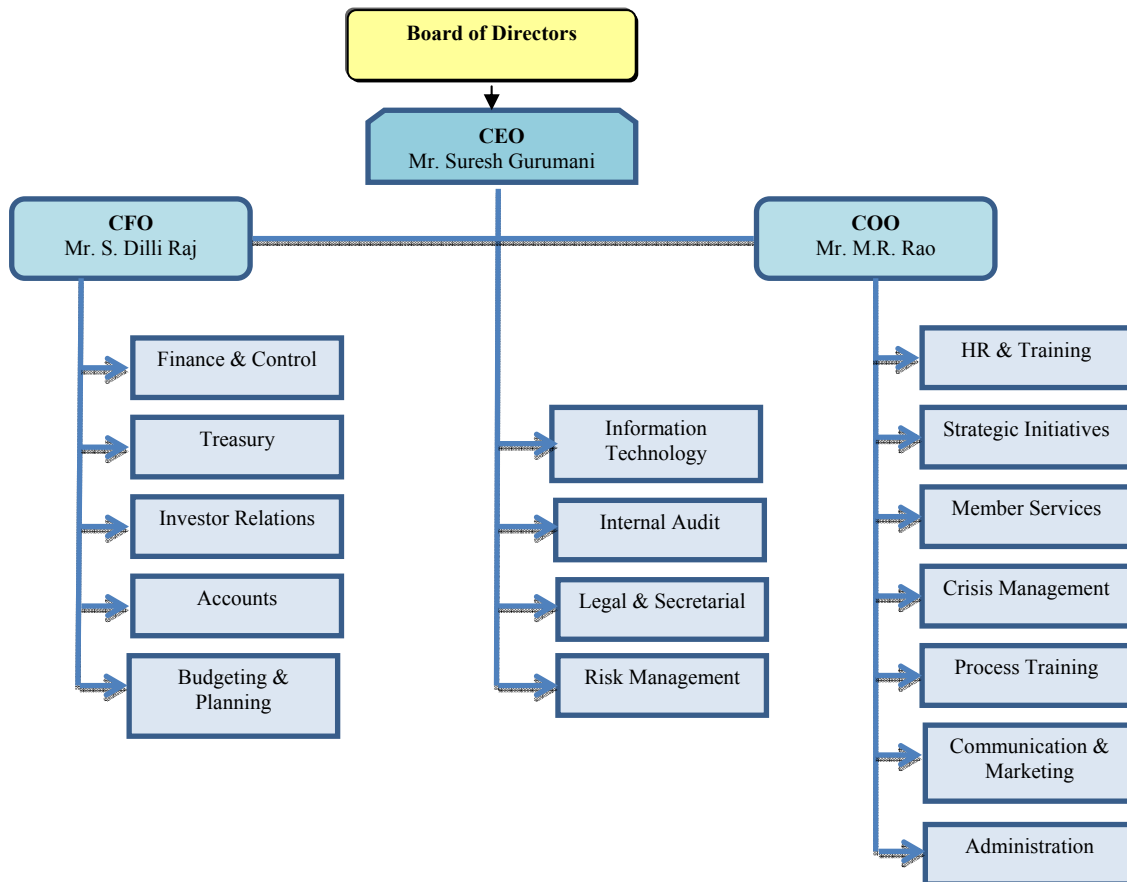 Board of Directors
CEO
Mr. Suresh Gurumani
CFO
Mr. S. Dilli Raj
COO
Mr. M.R. Rao
Finance & Control
Treasury
Investor Relations
Accounts
Budgeting &
Planning
Information
Technology
Internal Audit
Legal & Secretarial
Risk Management
HR & Training
Strategic Initiatives
Member Services
Crisis Management
Process Training
Communication &
Marketing
Administration